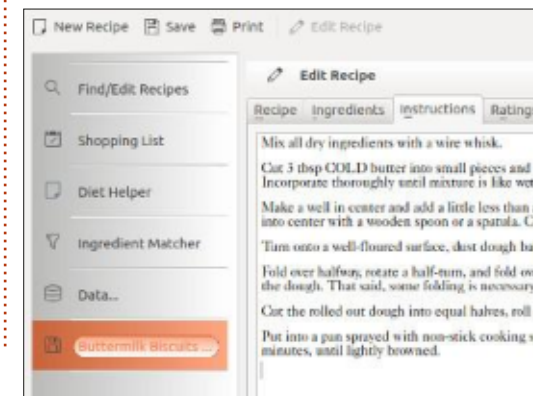 New Recipe Save Print Edit Recipe
Find/Edit Recipes
Shopping List
Diet Helper
Ingredient Matcher
Data...
Buttermilk Biscuits ...
Edit Recipe
Recipe Ingredients Instructions Rating
Mix all dry ingredients with a wire whisk.
Cut 3 tbsp COLD butter into small pieces and
Incorporate thoroughly until mixture is like wet
Make a well in center and add a little less than
into center with a wooden spoon or a spatula. C
Turn onto a well-floured surface, dust dough ba
Fold over halfway, rotate a half-turn, and fold ov
the dough. That said, some folding is necessary
Cut the rolled out dough into equal halves, roll
Put into a pan sprayed with non-stick cooking s
minutes, until lightly browned.